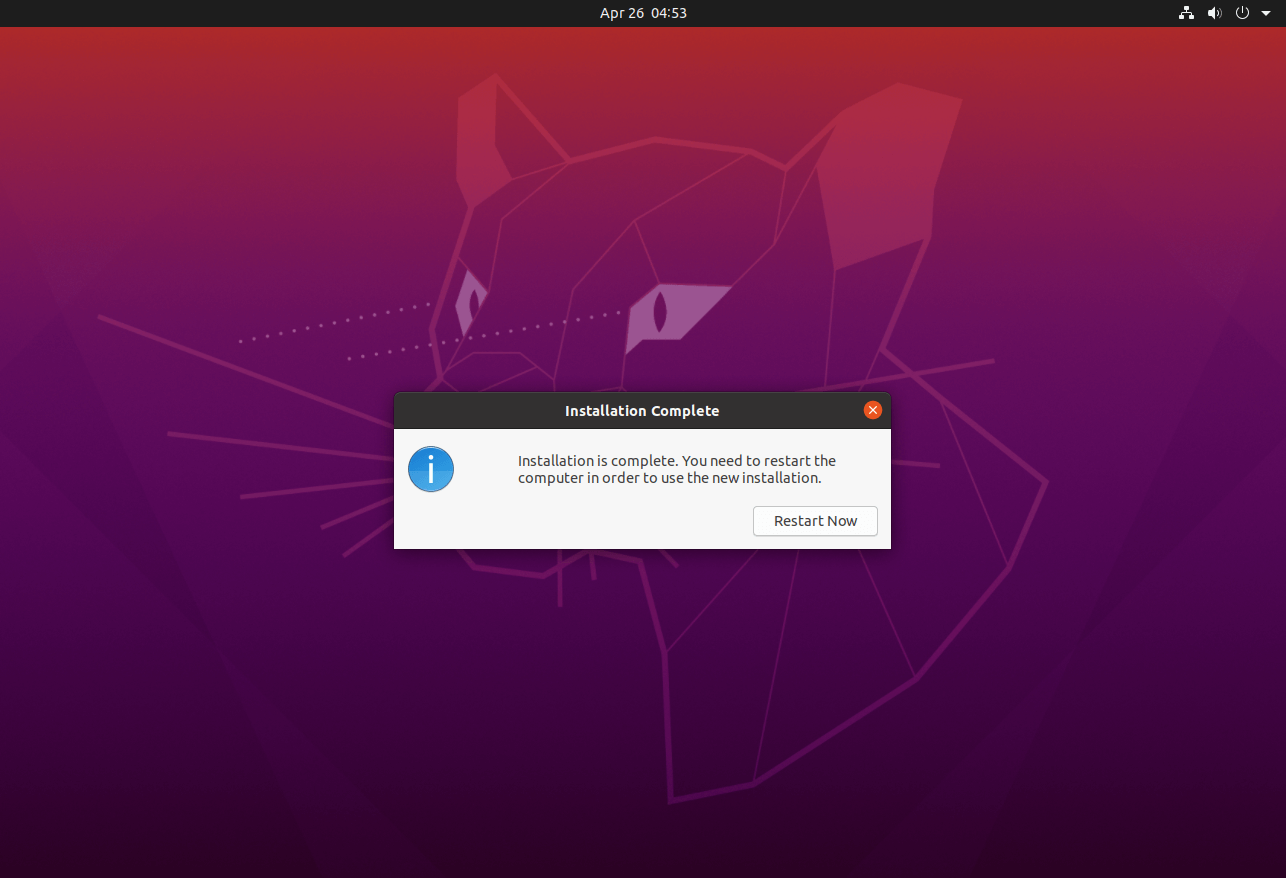 Apr 26  04:53
Installation Complete
Installation is complete. You need to restart the
computer in order to use the new installation.
Restart Now